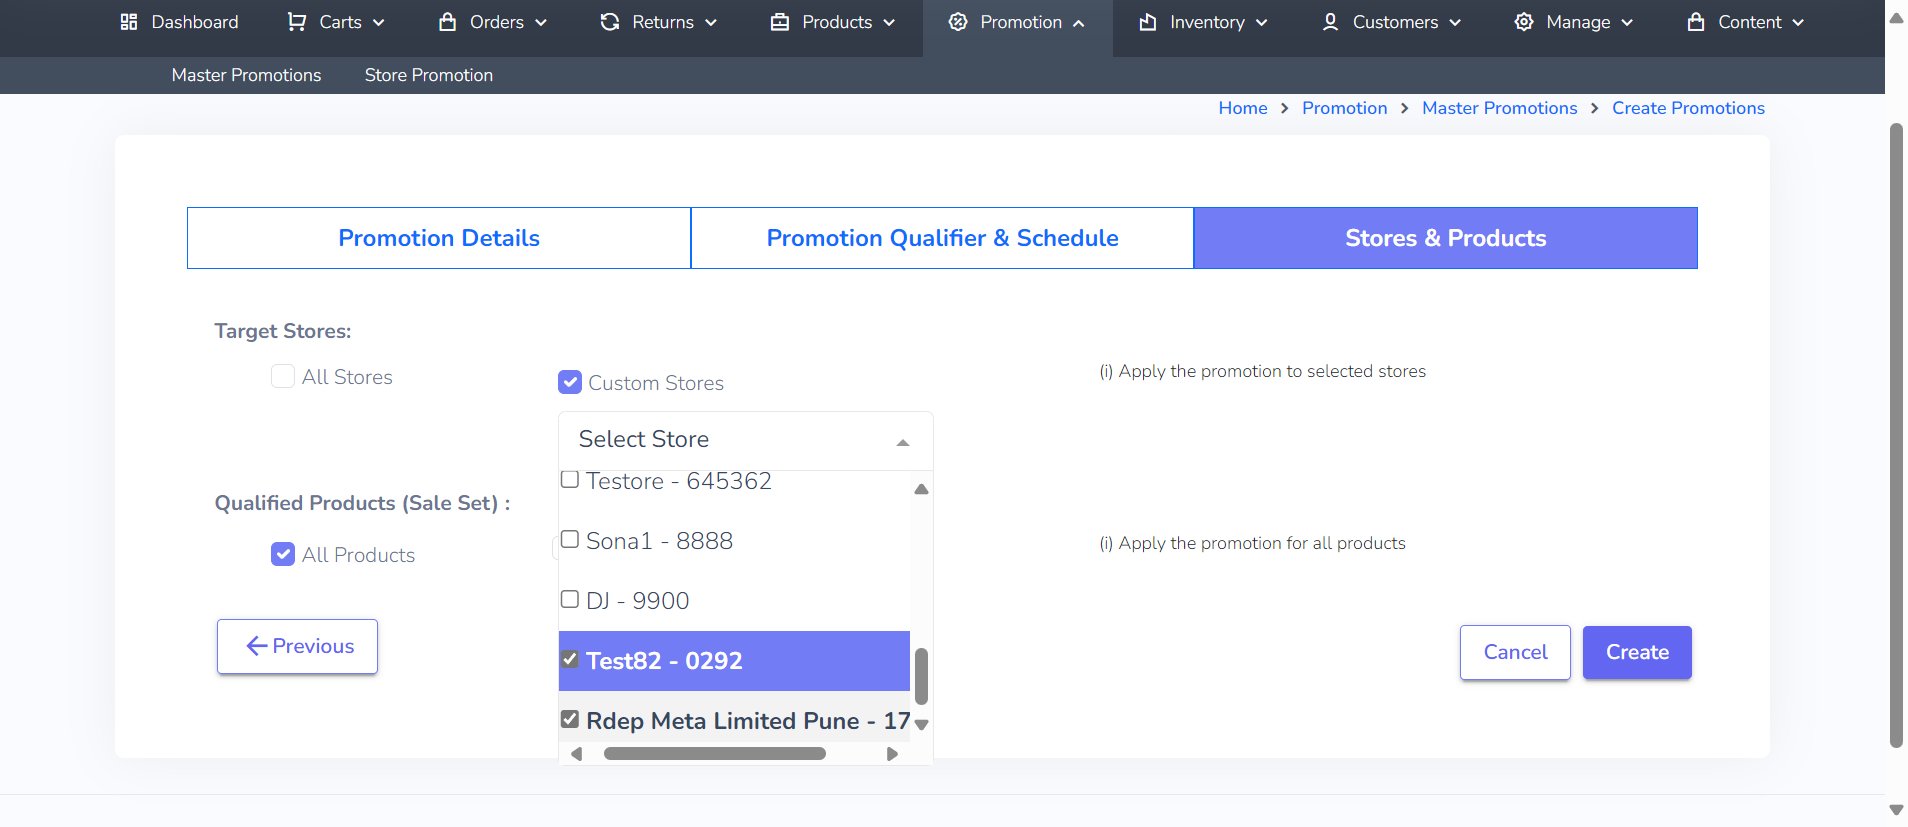 Dashboard Carts Orders Returns Products Promotion Inventory Customers Manage Content
Master Promotions Store Promotion
Home > Promotion > Master Promotions > Create Promotions
Promotion Details Promotion Qualifier & Schedule Stores & Products
Target Stores:
All Stores Custom Stores (i) Apply the promotion to selected stores
Select Store
Testore - 645362
Qualified Products (Sale Set) :
Sona1 - 8888
All Products (i) Apply the promotion for all products
DJ - 9900
Previous Test82 - 0292 Cancel Create
Rdep Meta Limited Pune - 17